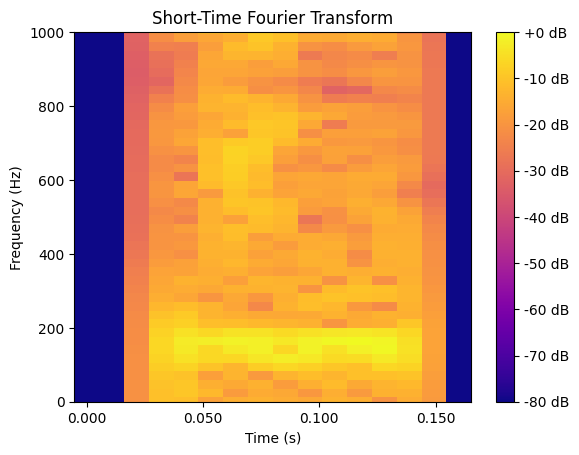 Short-Time Fourier Transform
1000
800
600
400
200
0
Frequency (Hz)
0.000
0.050
0.100
0.150
Time (s)
+0 dB
-10 dB
-20 dB
-30 dB
-40 dB
-50 dB
-60 dB
-70 dB
-80 dB